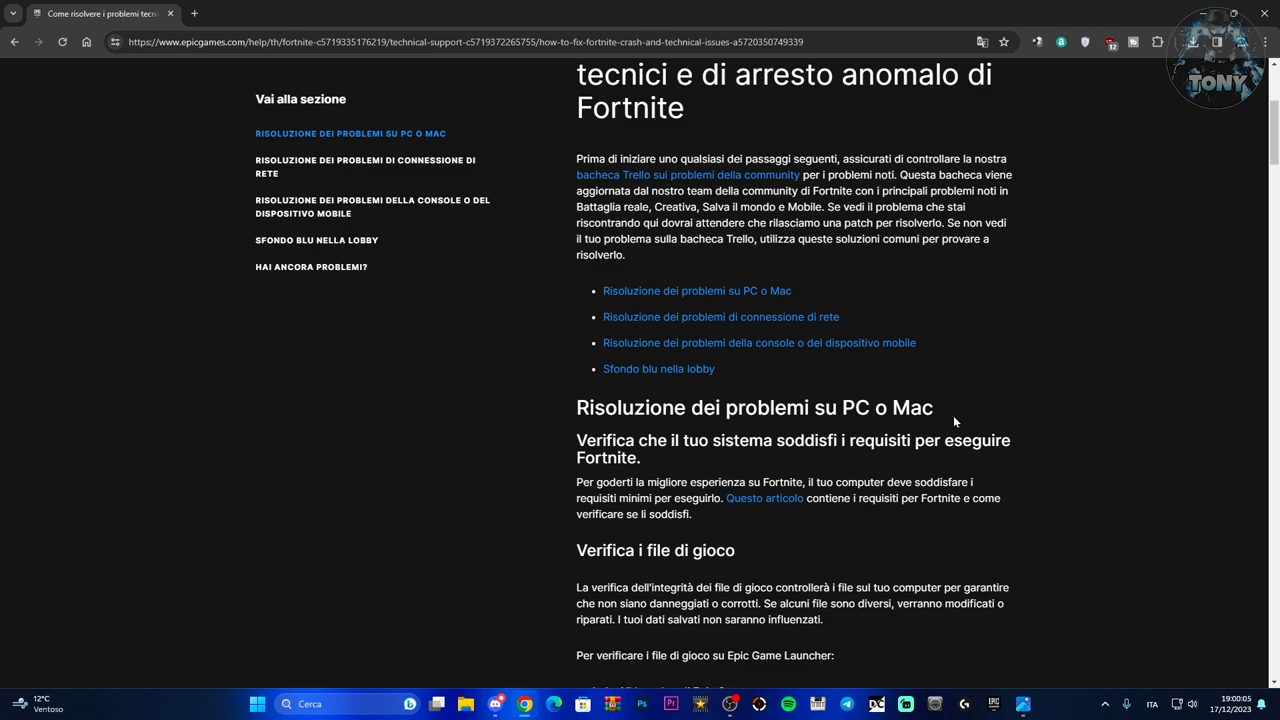 Come risolvere i problemi tecni
https://www.epicgames.com/help/th/fortnite-c5719335176219/technical-support-c5719372265755/how-to-fix-fortnite-crash-and-technical-issues-a5720350749339
12
TONY
Vai alla sezione
RISOLUZIONE DEI PROBLEMI SU PC O MAC
RISOLUZIONE DEI PROBLEMI DI CONNESSIONE DI
RETE
RISOLUZIONE DEI PROBLEMI DELLA CONSOLE O DEL
DISPOSITIVO MOBILE
SFONDO BLU NELLA LOBBY
HAI ANCORA PROBLEMI?
tecnici e di arresto anomalo di
Fortnite
Prima di iniziare uno qualsiasi dei passaggi seguenti, assicurati di controllare la nostra
bacheca Trello sui problemi della community per i problemi noti. Questa bacheca viene
aggiornata dal nostro team della community di Fortnite con i principali problemi noti in
Battaglia reale, Creativa, Salva il mondo e Mobile. Se vedi il problema che stai
riscontrando qui dovrai attendere che rilasciamo una patch per risolverlo. Se non vedi
il tuo problema sulla bacheca Trello, utilizza queste soluzioni comuni per provare a
risolverlo.
• Risoluzione dei problemi su PC o Mac
• Risoluzione dei problemi di connessione di rete
• Risoluzione dei problemi della console o del dispositivo mobile
• Sfondo blu nella lobby
Risoluzione dei problemi su PC o Mac
Verifica che il tuo sistema soddisfi i requisiti per eseguire
Fortnite.
Per goderti la migliore esperienza su Fortnite, il tuo computer deve soddisfare i
requisiti minimi per eseguirlo. Questo articolo contiene i requisiti per Fortnite e come
verificare se li soddisfi.
Verifica i file di gioco
La verifica dell'integrità dei file di gioco controllerà i file sul tuo computer per garantire
che non siano danneggiati o corrotti. Se alcuni file sono diversi, verranno modificati o
riparati. I tuoi dati salvati non saranno influenzati.
Per verificare i file di gioco su Epic Game Launcher:
12°C
Ventoso
Cerca
Ps
Pr
DC
EPIC
ITA
19:00:05
17/12/2023